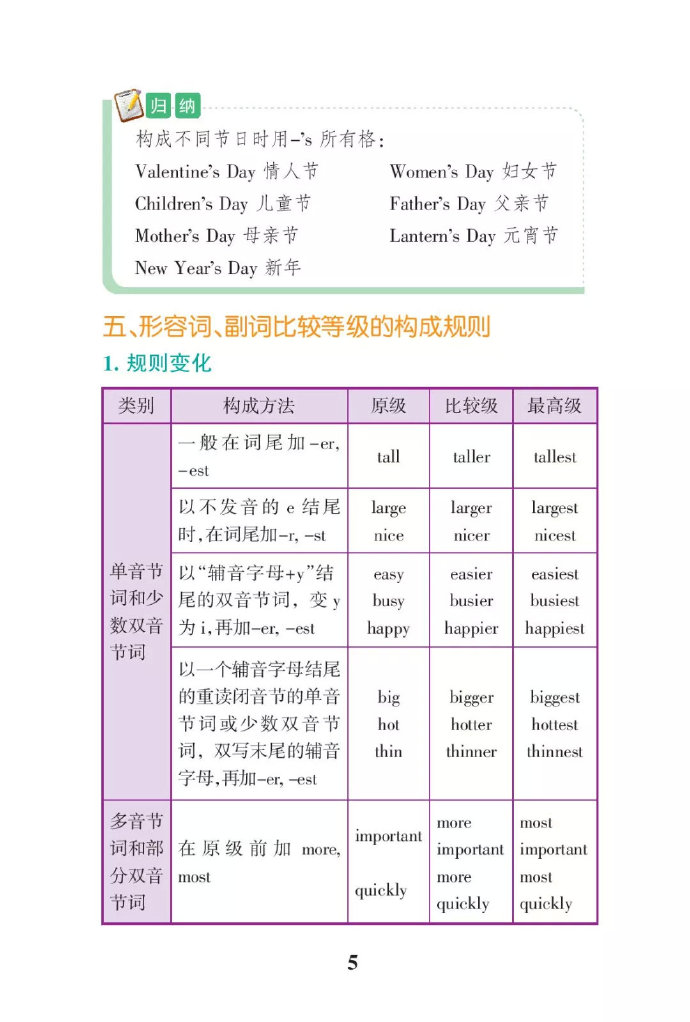 归 纳
构成不同节日时用-'s 所有格:
Valentine's Day 情人节 Women's Day 妇女节
Children's Day 儿童节 Father's Day 父亲节
Mother's Day 母亲节 Lantern's Day 元宵节
New Year's Day 新年
五、形容词、副词比较等级的构成规则
1. 规则变化
类别 构成方法 原级 比较级 最高级
单音节
词和少
数双音
节词
一般在词尾加-er,
-est
tall taller tallest
以不发音的 e 结尾
时,在词尾加-r, -st
large larger largest
nice nicer nicest
以“辅音字母+y”结
尾的双音节词，变 y
为 i,再加-er, -est
easy easier easiest
busy busier busiest
happy happier happiest
以一个辅音字母结尾
的重读闭音节的单音
节词或少数双音节
词，双写末尾的辅音
字母,再加-er, -est
big bigger biggest
hot hotter hottest
thin thinner thinnest
多音节
词和部
分双音
节词
在原级前加 more,
most
important
quickly
more
important
more
quickly
most
important
most
quickly
5